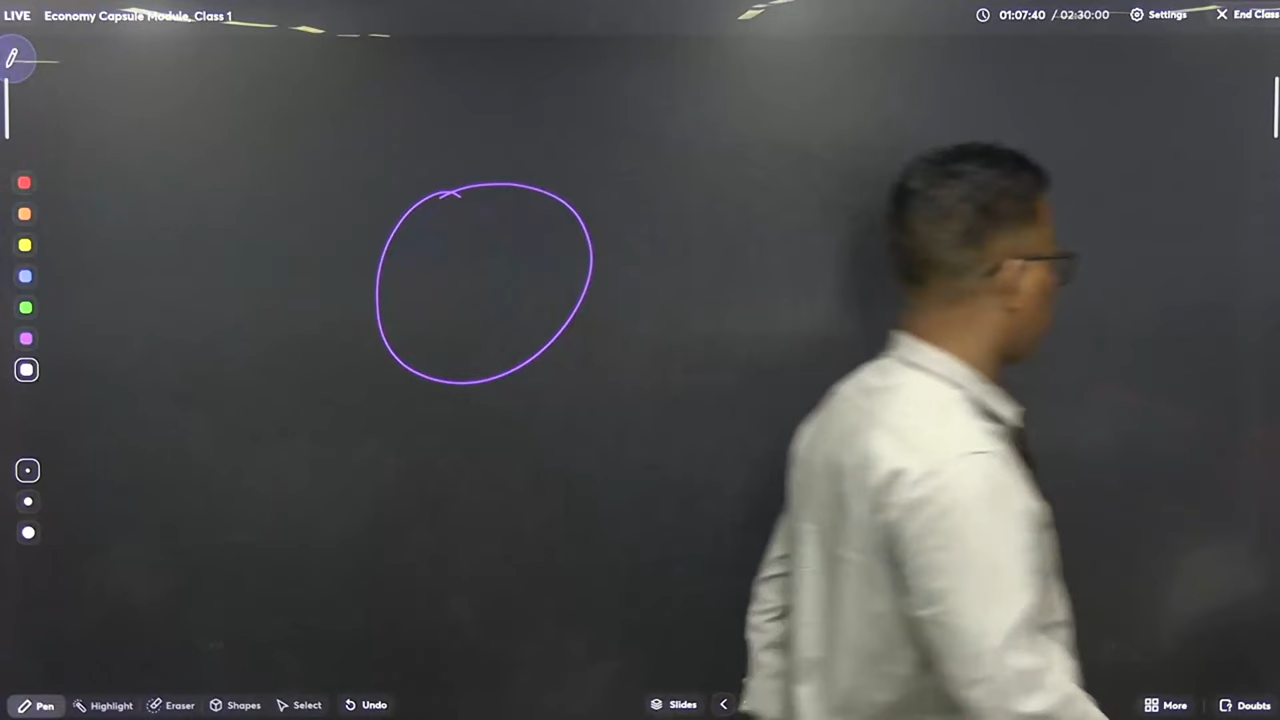 LIVE Economy Capsule Module, Class 1
01:07:40 / 02:30:00 Settings End Class
Pen Highlight Eraser Shapes Select Undo Slides More Doubts